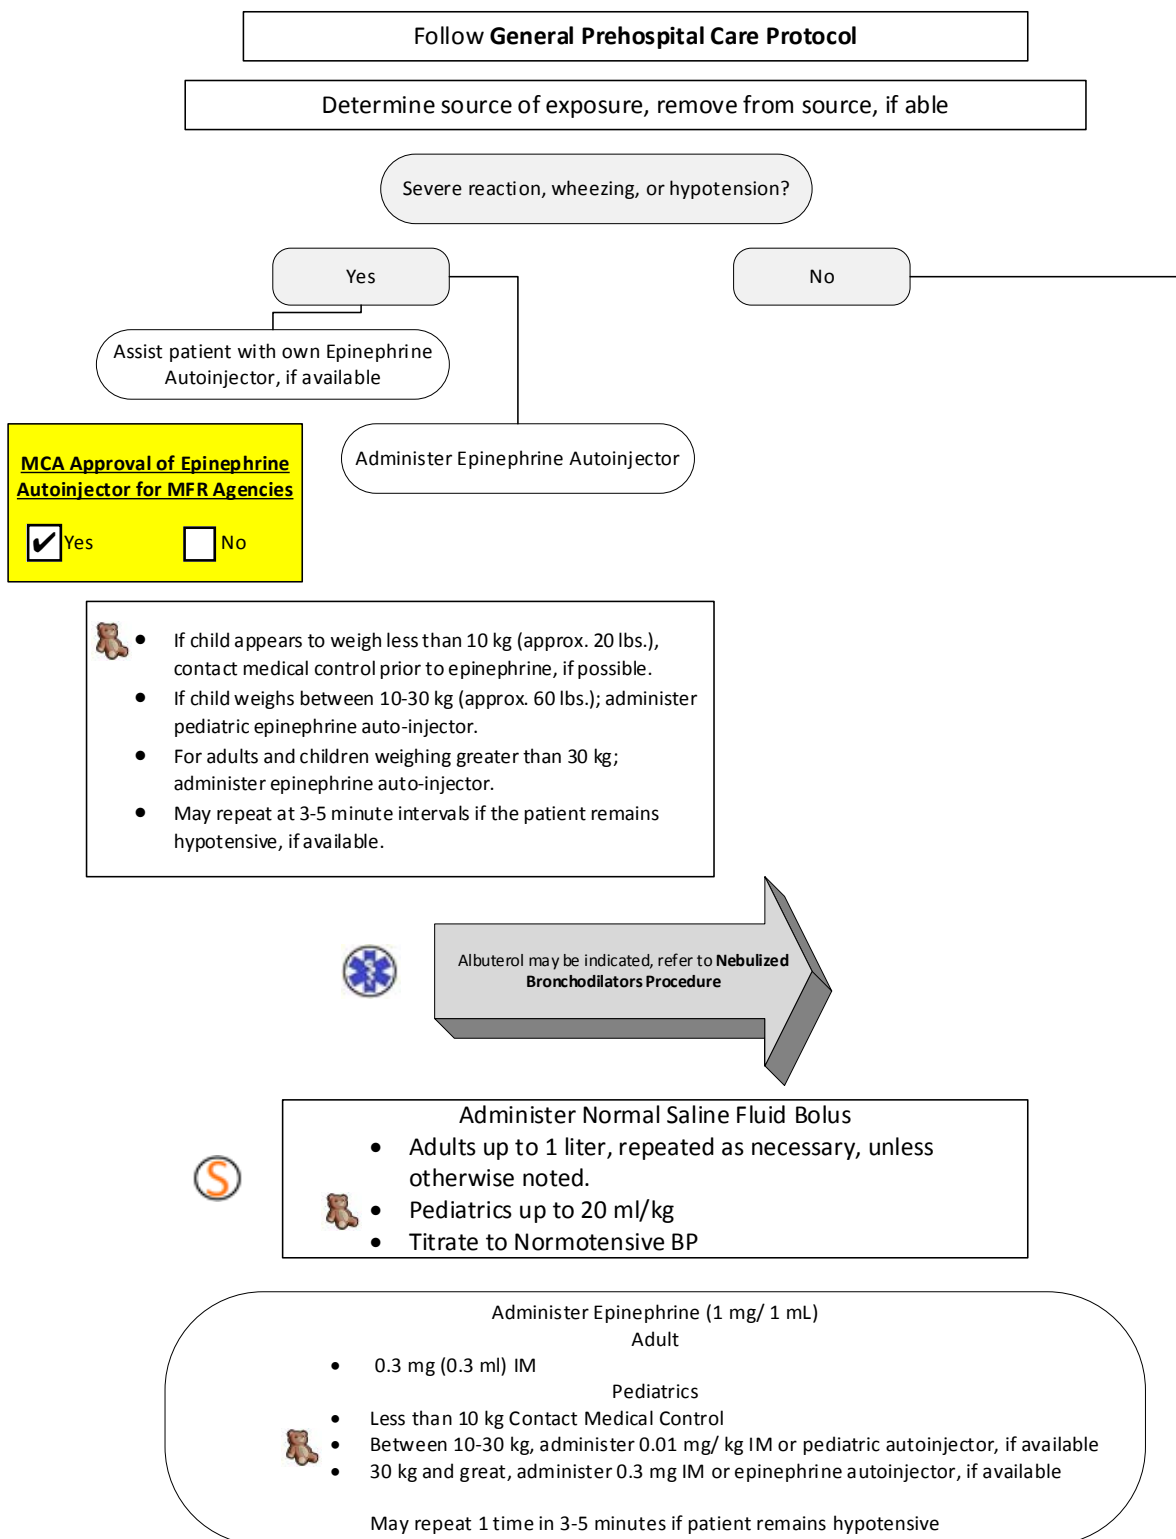 Follow General Prehospital Care Protocol
Determine source of exposure, remove from source, if able
Severe reaction, wheezing, or hypotension?
Yes
No
Assist patient with own Epinephrine
Autoinjector, if available
Administer Epinephrine Autoinjector
MCA Approval of Epinephrine
Autoinjector for MFR Agencies
✔ Yes
No
• If child appears to weigh less than 10 kg (approx. 20 lbs.),
contact medical control prior to epinephrine, if possible.
• If child weighs between 10-30 kg (approx. 60 lbs.); administer
pediatric epinephrine auto-injector.
• For adults and children weighing greater than 30 kg;
administer epinephrine auto-injector.
• May repeat at 3-5 minute intervals if the patient remains
hypotensive, if available.
Albuterol may be indicated, refer to Nebulized
Bronchodilators Procedure
S
Administer Normal Saline Fluid Bolus
• Adults up to 1 liter, repeated as necessary, unless
otherwise noted.
• Pediatrics up to 20 ml/kg
• Titrate to Normotensive BP
Administer Epinephrine (1 mg/ 1 mL)
Adult
• 0.3 mg (0.3 ml) IM
Pediatrics
• Less than 10 kg Contact Medical Control
• Between 10-30 kg, administer 0.01 mg/ kg IM or pediatric autoinjector, if available
• 30 kg and great, administer 0.3 mg IM or epinephrine autoinjector, if available
May repeat 1 time in 3-5 minutes if patient remains hypotensive